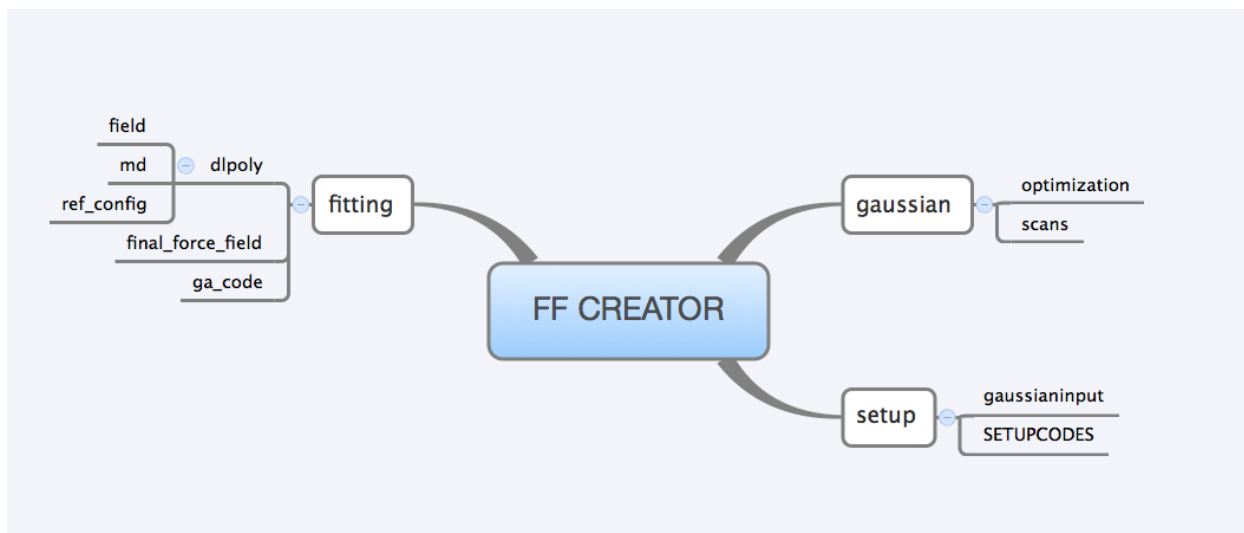 field
md
dlpoly
ref_config
fitting
final_force_field
ga_code
FF CREATOR
gaussian
optimization
scans
setup
gaussianinput
SETUPCODES